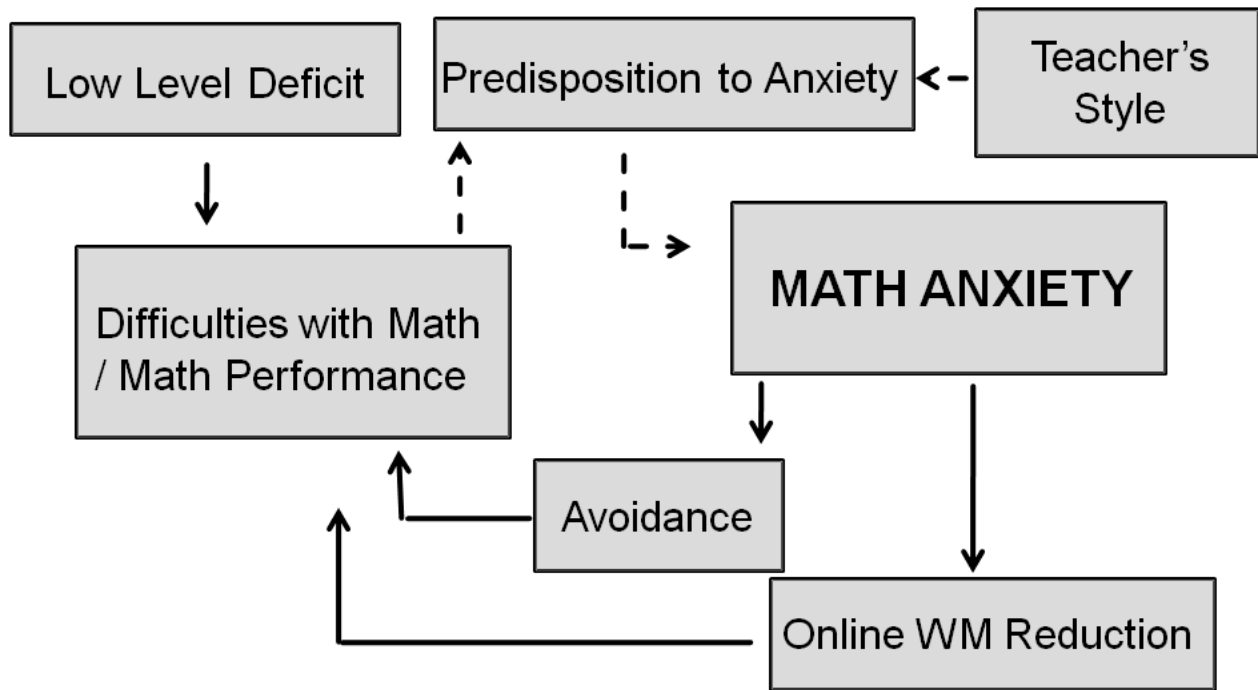 Low Level Deficit
Predisposition to Anxiety
Teacher’s
Style
MATH ANXIETY
Difficulties with Math
/ Math Performance
Avoidance
Online WM Reduction